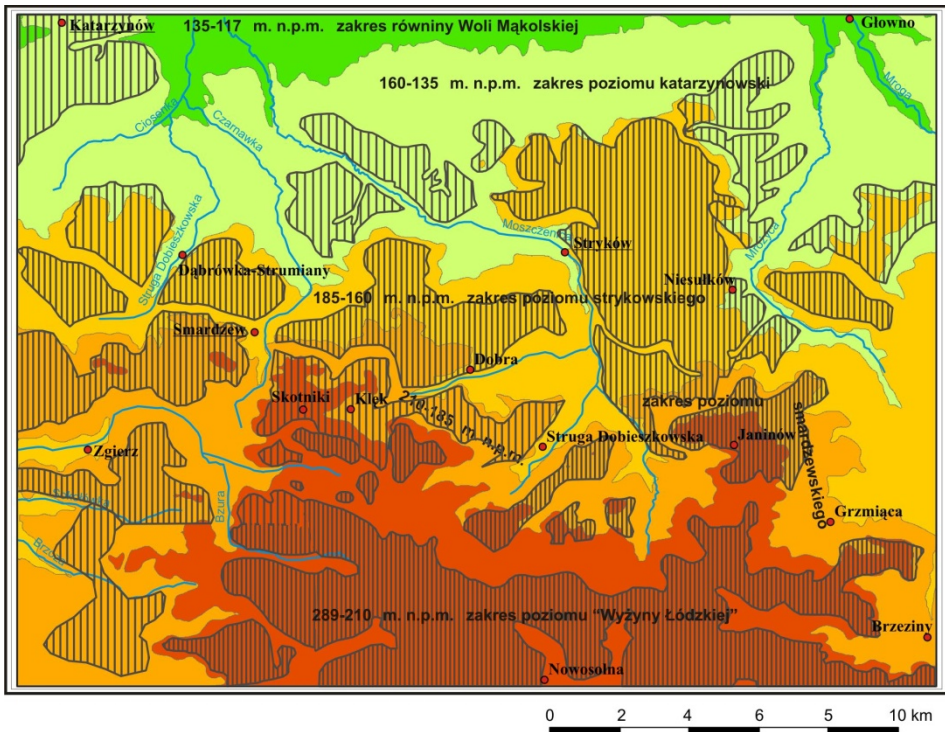 Katarzynów
135-117 m. n.p.m. zakres równiny Woli Mąkolskiej
Głowno
160-135 m. n.p.m. zakres poziomu katarzynowski
Mroga
Ciosenka
Czarnawka
Struga Dobieszkowska
Moszczenica
Stryków
Mrożyca
Dąbrówka-Strumiany
Niesułków
185-160 m. n.p.m. zakres poziomu strykowskiego
Smardzew
Dobra
Skotniki
Klęk
210-185 m. n.p.m.
zakres poziomu
smardzewskiego
Struga Dobieszkowska
Janinów
Zgierz
Bzura
Grzmiąca
289-210 m. n.p.m. zakres poziomu "Wyżyny Łódzkiej"
Brzeziny
Nowosolna
0 2 4 6 5 10 km